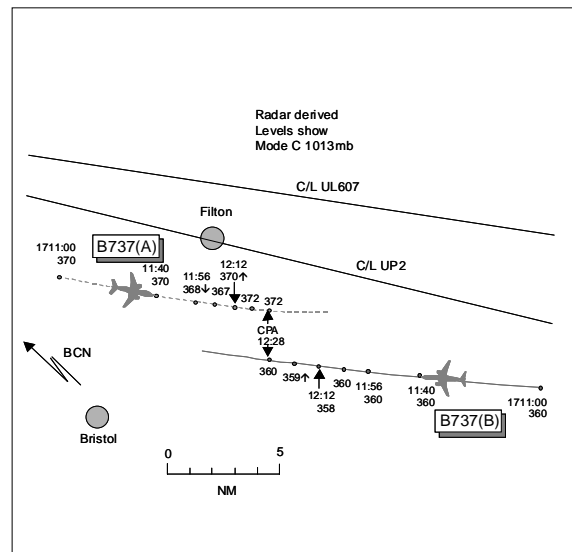 Radar derived
Levels show
Mode C 1013mb
C/L UL607
Filton
B737(A)
C/L UP2
1711:00
370
11:40
370
11:56
368↓
367
12:12
370↑
372
372
CPA
12:28
BCN
360
359↑
12:12
358
360
11:56
360
11:40
360
1711:00
360
B737(B)
Bristol
0
5
NM